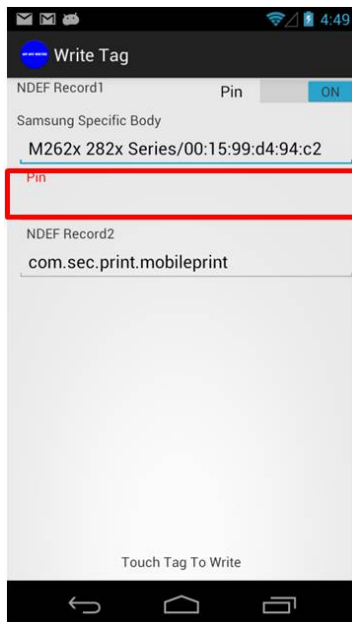 4:49
Write Tag
NDEF Record1 Pin ON
Samsung Specific Body
M262x 282x Series/00:15:99:d4:94:c2
Pin
NDEF Record2
com.sec.print.mobileprint
Touch Tag To Write